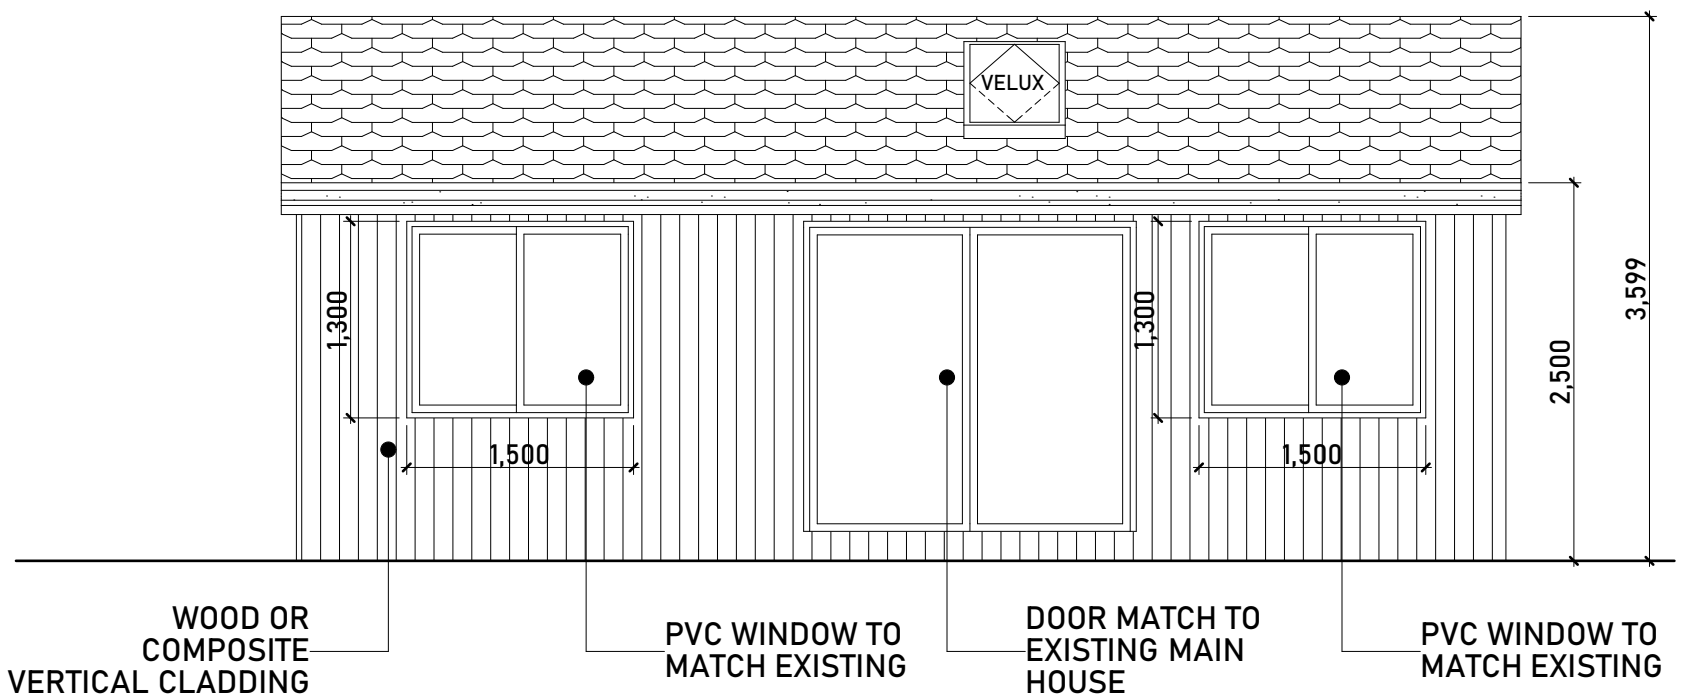 VELUX
1,300
1,300
3,599
2,500
1,500
1,500
WOOD OR
COMPOSITE
VERTICAL CLADDING
PVC WINDOW TO
MATCH EXISTING
DOOR MATCH TO
EXISTING MAIN
HOUSE
PVC WINDOW TO
MATCH EXISTING